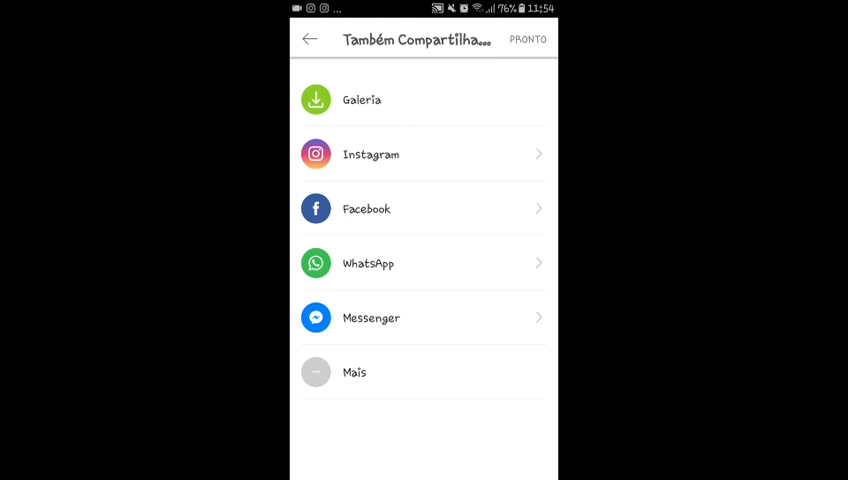 ... 76% 11:54
Também Compartilha... PRONTO
Galeria
Instagram
Facebook
WhatsApp
Messenger
Mais